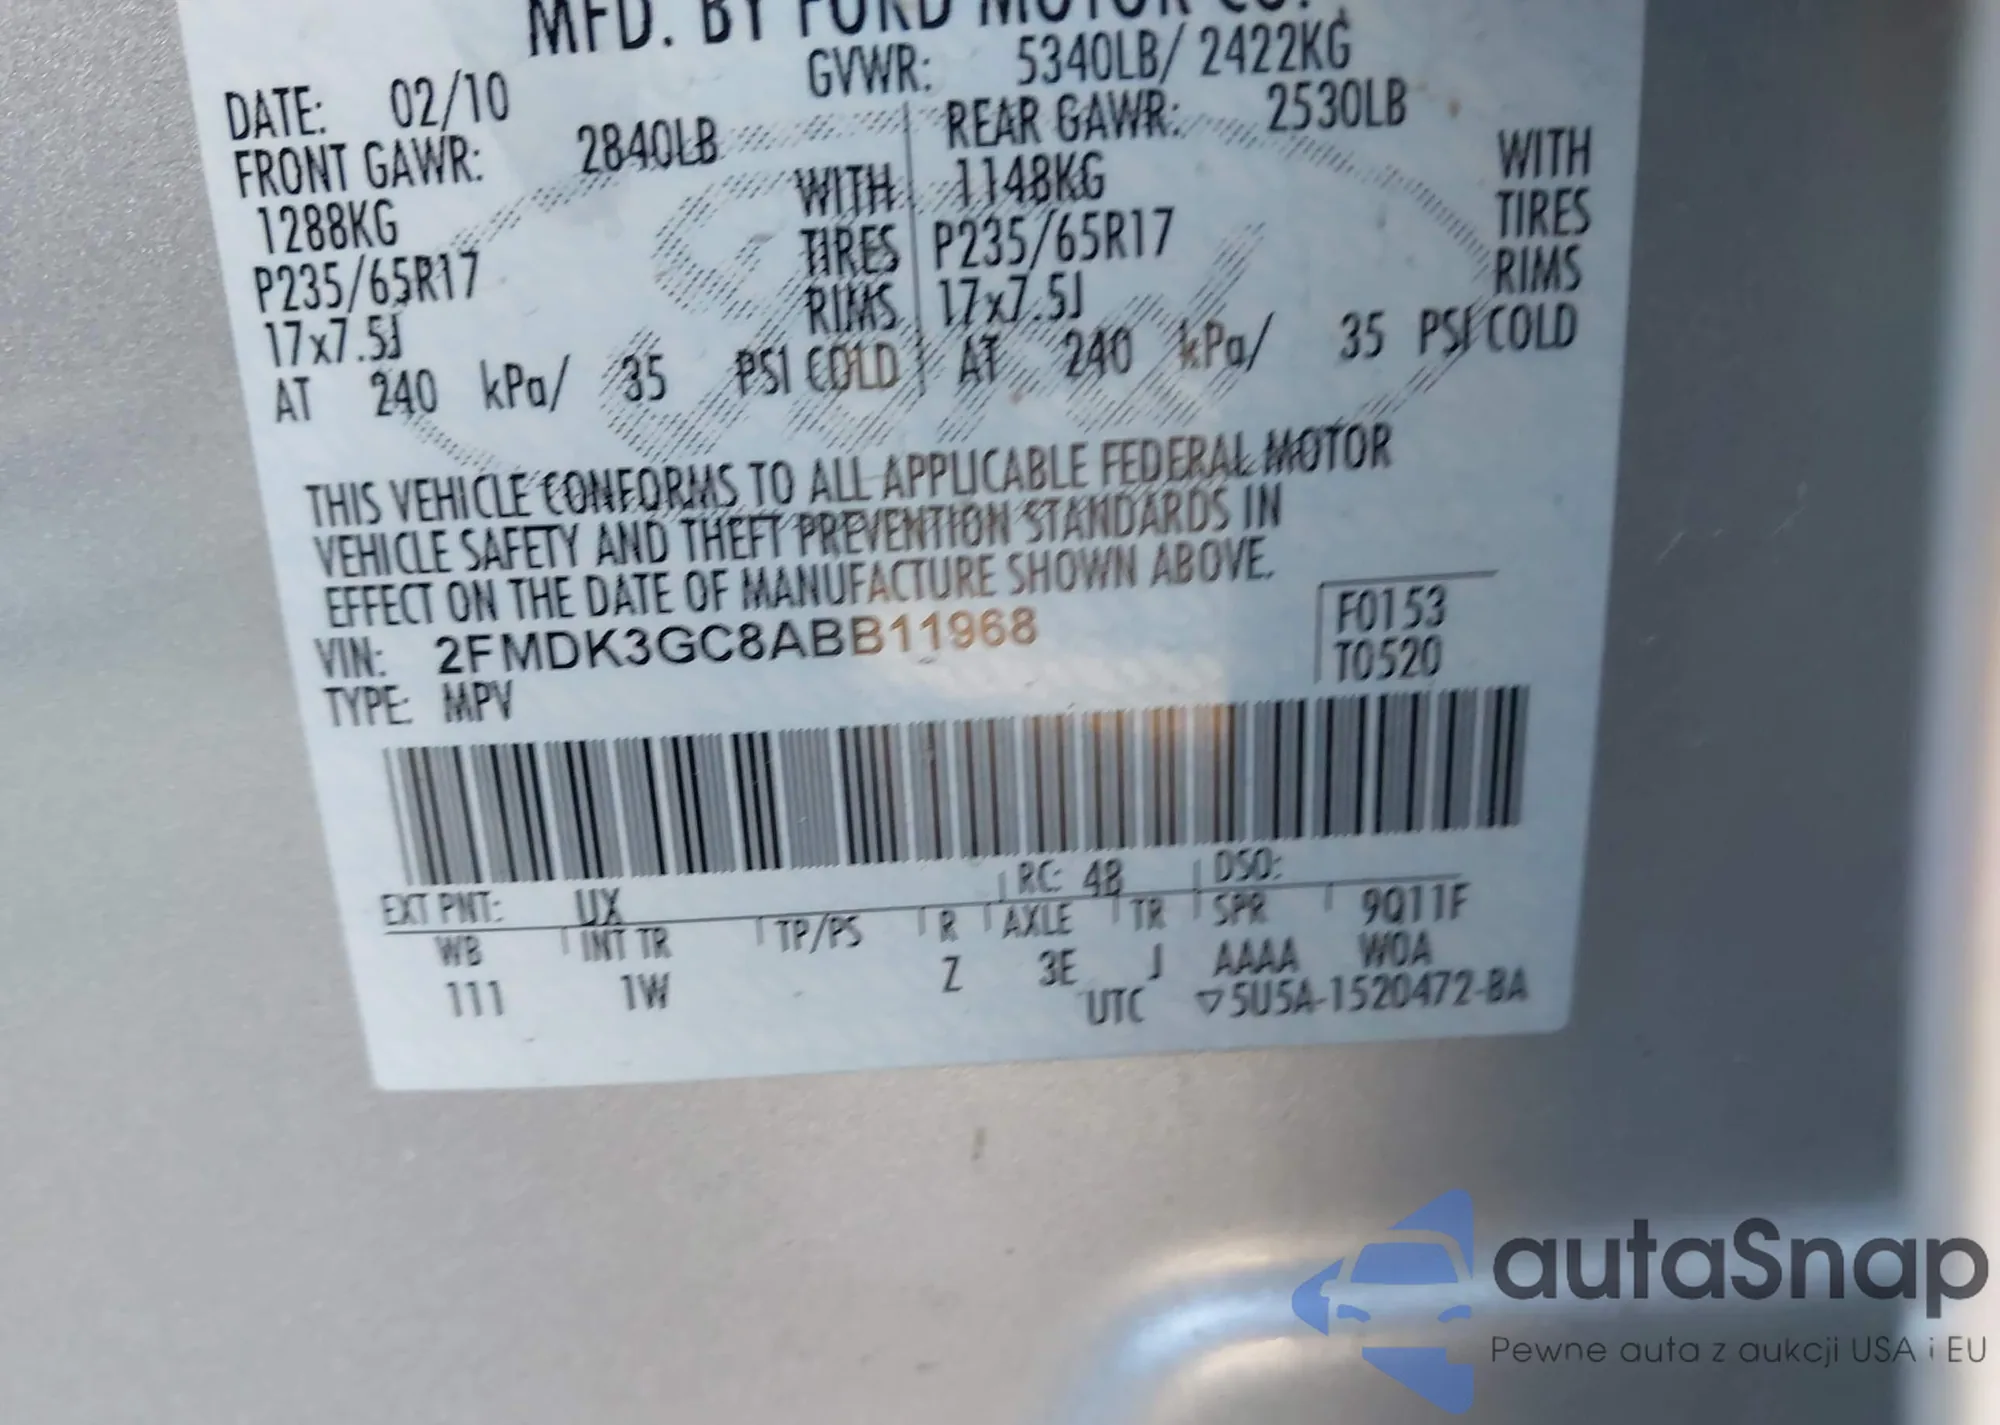 MFD. BY FORD MOTOR CO.
DATE: 02/10 GVWR: 5340LB/ 2422KG
FRONT GAWR: 2840LB REAR GAWR: 2530LB
1288KG WITH 1148KG WITH
P235/65R17 TIRES P235/65R17 TIRES
17x7.5J RIMS 17x7.5J RIMS
AT 240 kPa/ 35 PSI COLD AT 240 kPa/ 35 PSI COLD
THIS VEHICLE CONFORMS TO ALL APPLICABLE FEDERAL MOTOR
VEHICLE SAFETY AND THEFT PREVENTION STANDARDS IN
EFFECT ON THE DATE OF MANUFACTURE SHOWN ABOVE.
VIN: 2FMDK3GC8ABB11968 F0153
TYPE: MPV T0520
EXT PNT: UX RC: 48 DSO:
WB INT TR TP/PS R AXLE TR SPR 9Q11F
111 1W Z 3E J AAAA WOA
UTC ▽5U5A-1520472-BA
autaSnap
Pewne auta z aukcji USA i EU